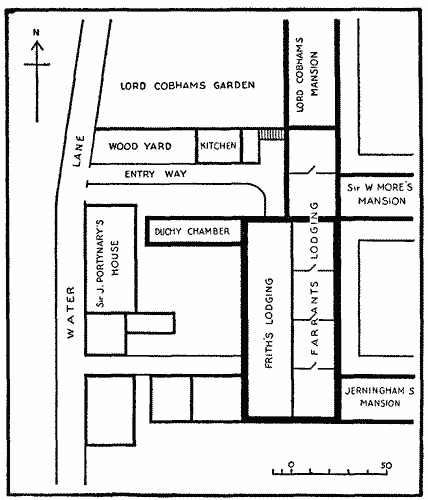 N
LORD COBHAMS GARDEN
LORD COBHAMS
MANSION
WOOD YARD
KITCHEN
ENTRY WAY
WATER LANE
Sir W MORE'S
MANSION
DUCHY CHAMBER
Sir J. PORTYNARY'S
HOUSE
FRITH'S LODGING
FARRANTS LODGING
JERNINGHAM S
MANSION
0 50